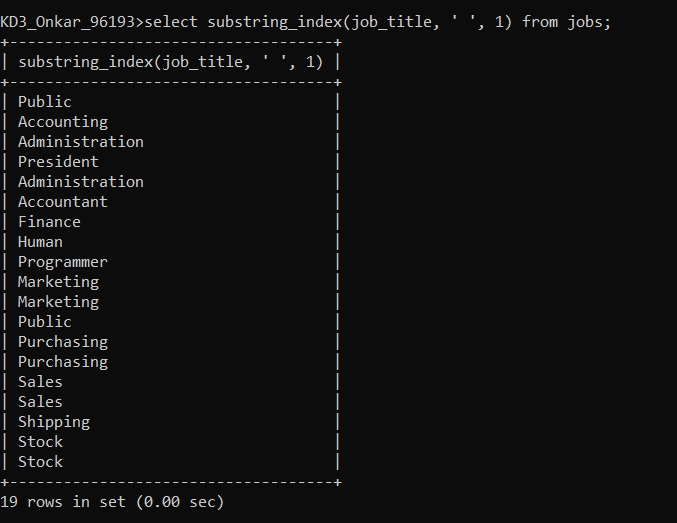 KD3_Onkar_96193>select substring_index(job_title, ' ', 1) from jobs;
+------------------------------------+
| substring_index(job_title, ' ', 1) |
+------------------------------------+
| Public                             |
| Accounting                         |
| Administration                     |
| President                          |
| Administration                     |
| Accountant                         |
| Finance                            |
| Human                              |
| Programmer                         |
| Marketing                          |
| Marketing                          |
| Public                             |
| Purchasing                         |
| Purchasing                         |
| Sales                              |
| Sales                              |
| Shipping                           |
| Stock                              |
| Stock                              |
+------------------------------------+
19 rows in set (0.00 sec)